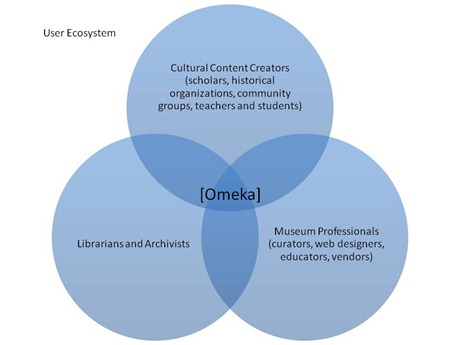 User Ecosystem
Cultural Content Creators
(scholars, historical
organizations, community
groups, teachers and students)
[Omeka]
Librarians and Archivists
Museum Professionals
(curators, web designers,
educators, vendors)